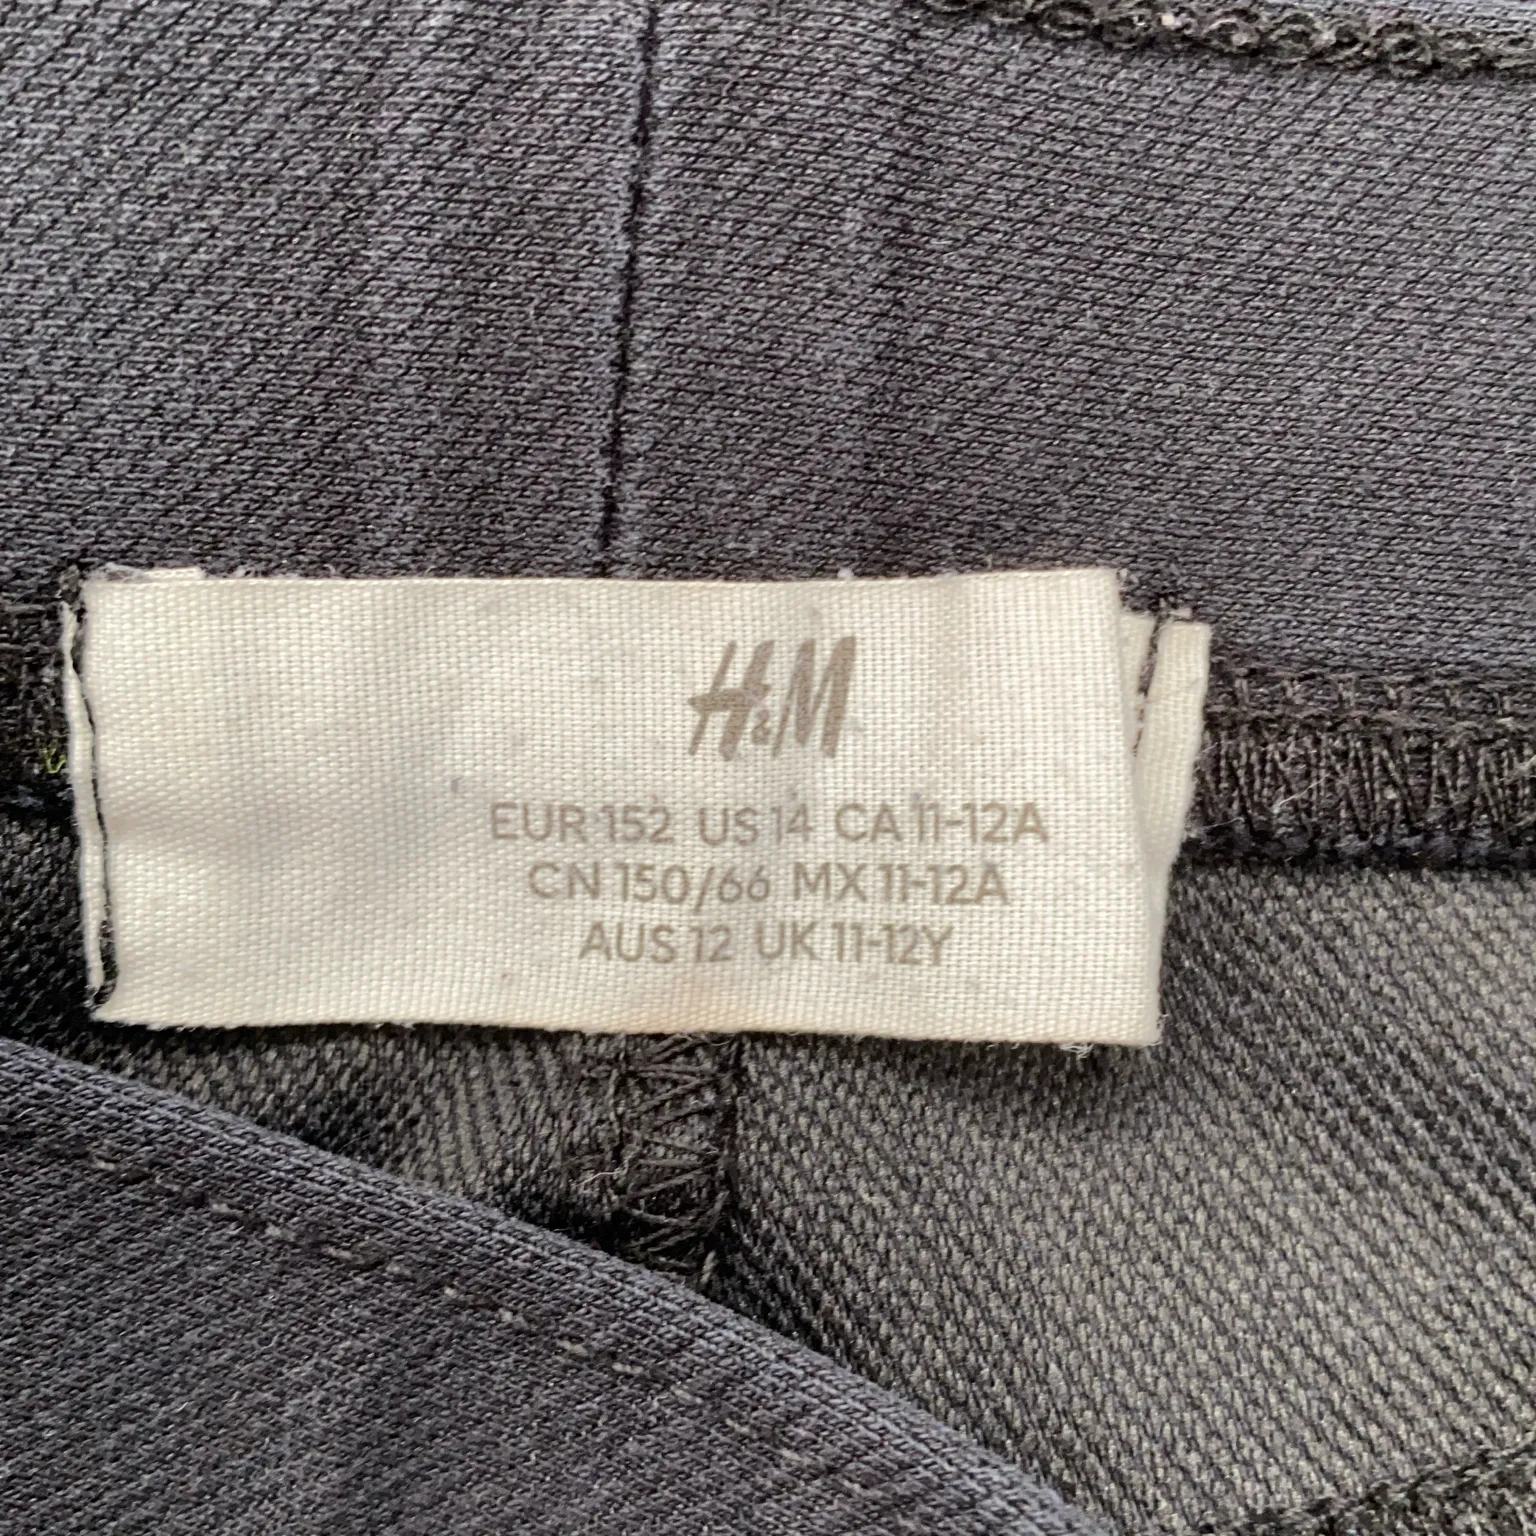 H&M
EUR 152 US 14 CA 11-12A
CN 150/66 MX 11-12A
AUS 12 UK 11-12Y